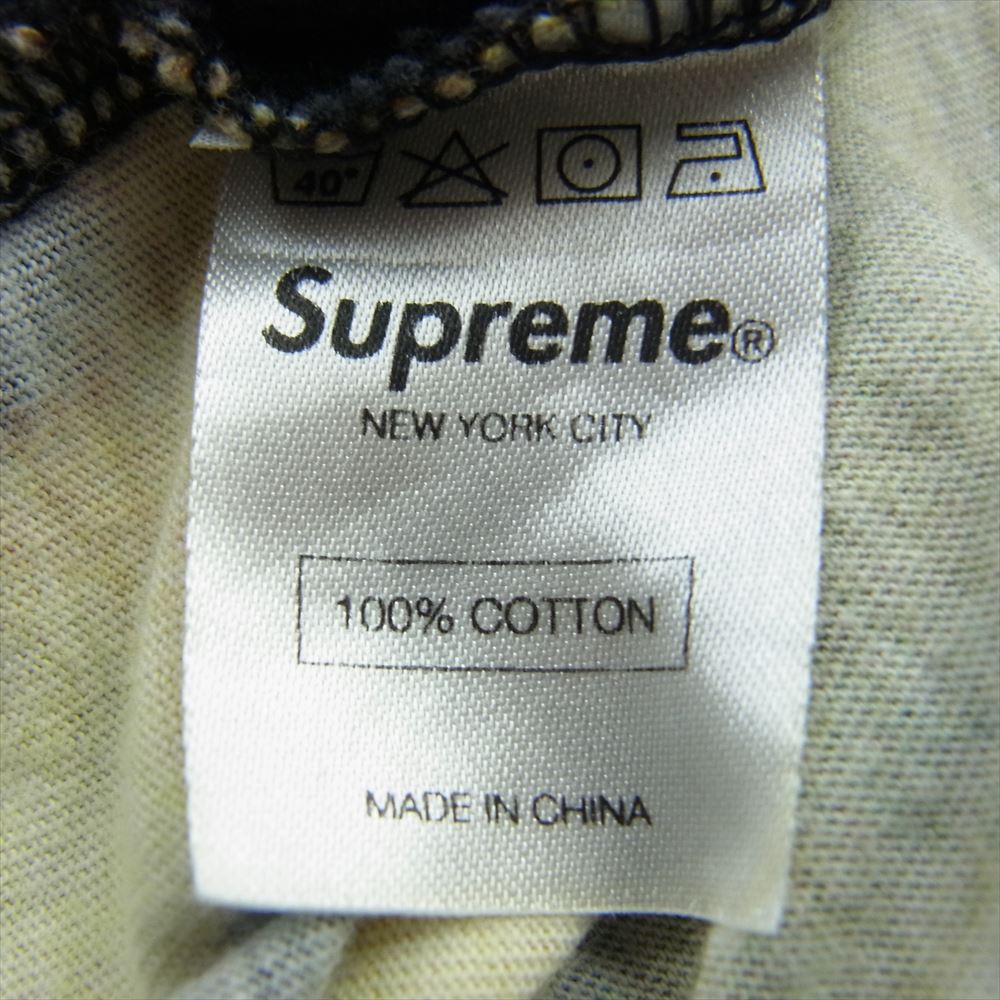 40°
Supreme®
NEW YORK CITY
100% COTTON
MADE IN CHINA